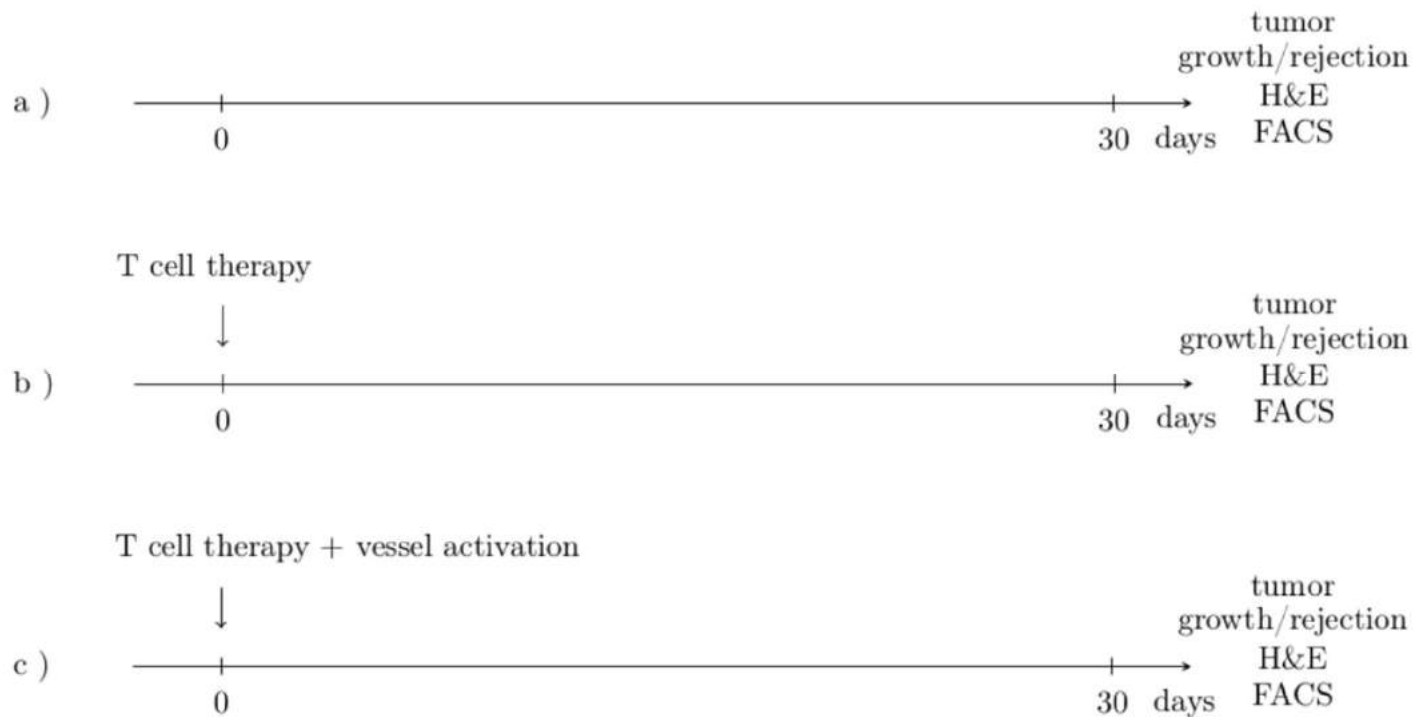 tumor
growth/rejection
a )
H&E
0
30 days
FACS
T cell therapy
tumor
growth/rejection
b )
H&E
0
30 days
FACS
T cell therapy + vessel activation
tumor
growth/rejection
c )
H&E
0
30 days
FACS